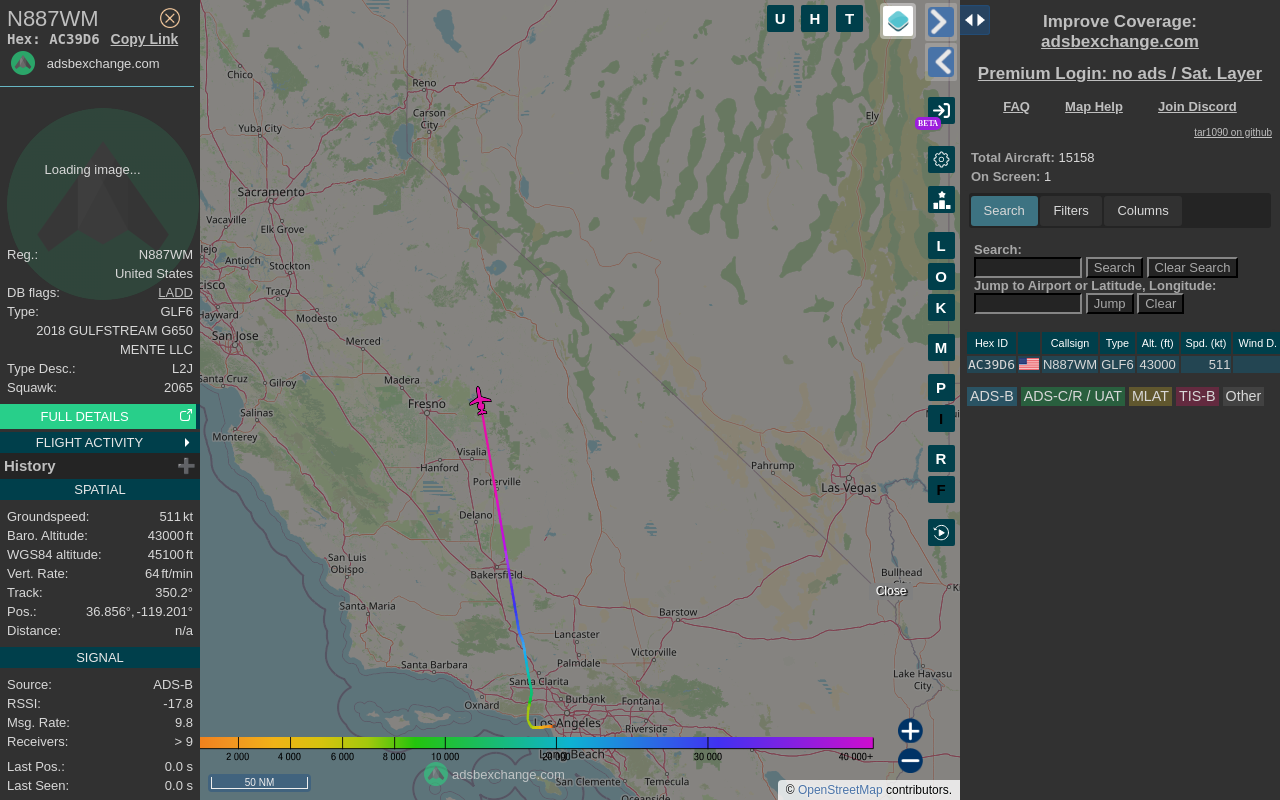 N887WM
Hex: AC39D6 Copy Link
adsbexchange.com
Loading image...
Reg.: N887WM
United States
DB flags: LADD
Type: GLF6
2018 GULFSTREAM G650
MENTE LLC
Type Desc.: L2J
Squawk: 2065
FULL DETAILS
FLIGHT ACTIVITY
History
SPATIAL
Groundspeed: 511 kt
Baro. Altitude: 43000 ft
WGS84 altitude: 45100 ft
Vert. Rate: 64 ft/min
Track: 350.2°
Pos.: 36.856°, -119.201°
Distance: n/a
SIGNAL
Source: ADS-B
RSSI: -17.8
Msg. Rate: 9.8
Receivers: > 9
Last Pos.: 0.0 s
Last Seen: 0.0 s
U H T
BETA
L
O
K
M
P
I
R
F
Chico
Reno
Carson
City
Ely
Yuba City
Sacramento
Vacaville
Elk Grove
llejo
Antioch
Stockton
Tracy
cisco
Hayward
Modesto
San Jose
Merced
Santa Cruz
Gilroy
Madera
Fresno
Salinas
Monterey
Visalia
Hanford
Porterville
Pahrump
Las Vegas
Delano
San Luis
Obispo
Bakersfield
Bullhead
Close
Santa Maria
Barstow
Lancaster
Victorville
Palmdale
Santa Barbara
Santa Clarita
Lake Havasu
City
Oxnard
Burbank
Fontana
Los Angeles
Riverside
Long Beach
San Clemente
Temecula
Oceanside
2 000 4 000 6 000 8 000 10 000 20 000 30 000 40 000+
adsbexchange.com
50 NM
© OpenStreetMap contributors.
Improve Coverage:
adsbexchange.com
Premium Login: no ads / Sat. Layer
FAQ Map Help Join Discord
tar1090 on github
Total Aircraft: 15158
On Screen: 1
Search Filters Columns
Search:
Search Clear Search
Jump to Airport or Latitude, Longitude:
Jump Clear
Hex ID Callsign Type Alt. (ft) Spd. (kt) Wind D.
AC39D6 N887WM GLF6 43000 511
ADS-B ADS-C/R / UAT MLAT TIS-B Other